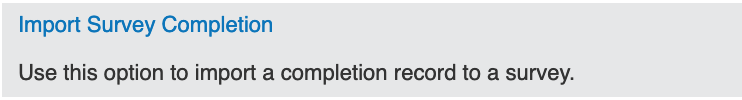 Import Survey Completion
Use this option to import a completion record to a survey.